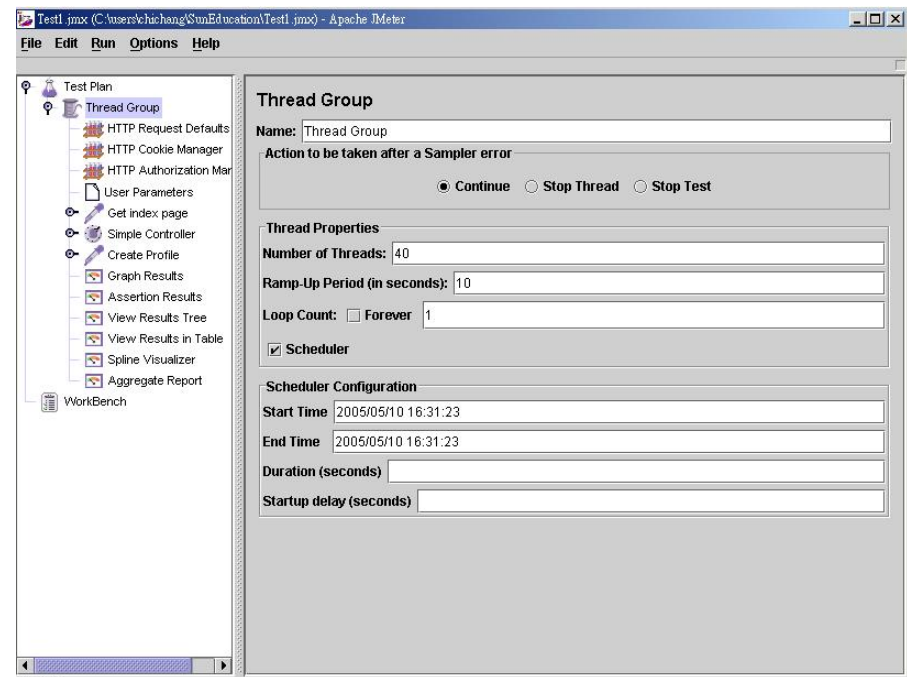 Test1.jmx (C:\users\chichang\SunEducation\Test1.jmx) - Apache JMeter
File Edit Run Options Help
Test Plan
Thread Group
HTTP Request Defaults
HTTP Cookie Manager
HTTP Authorization Mar
User Parameters
Get index page
Simple Controller
Create Profile
Graph Results
Assertion Results
View Results Tree
View Results in Table
Spline Visualizer
Aggregate Report
WorkBench
Thread Group
Name: Thread Group
Action to be taken after a Sampler error
Continue Stop Thread Stop Test
Thread Properties
Number of Threads: 40
Ramp-Up Period (in seconds): 10
Loop Count: Forever 1
Scheduler
Scheduler Configuration
Start Time 2005/05/10 16:31:23
End Time 2005/05/10 16:31:23
Duration (seconds)
Startup delay (seconds)